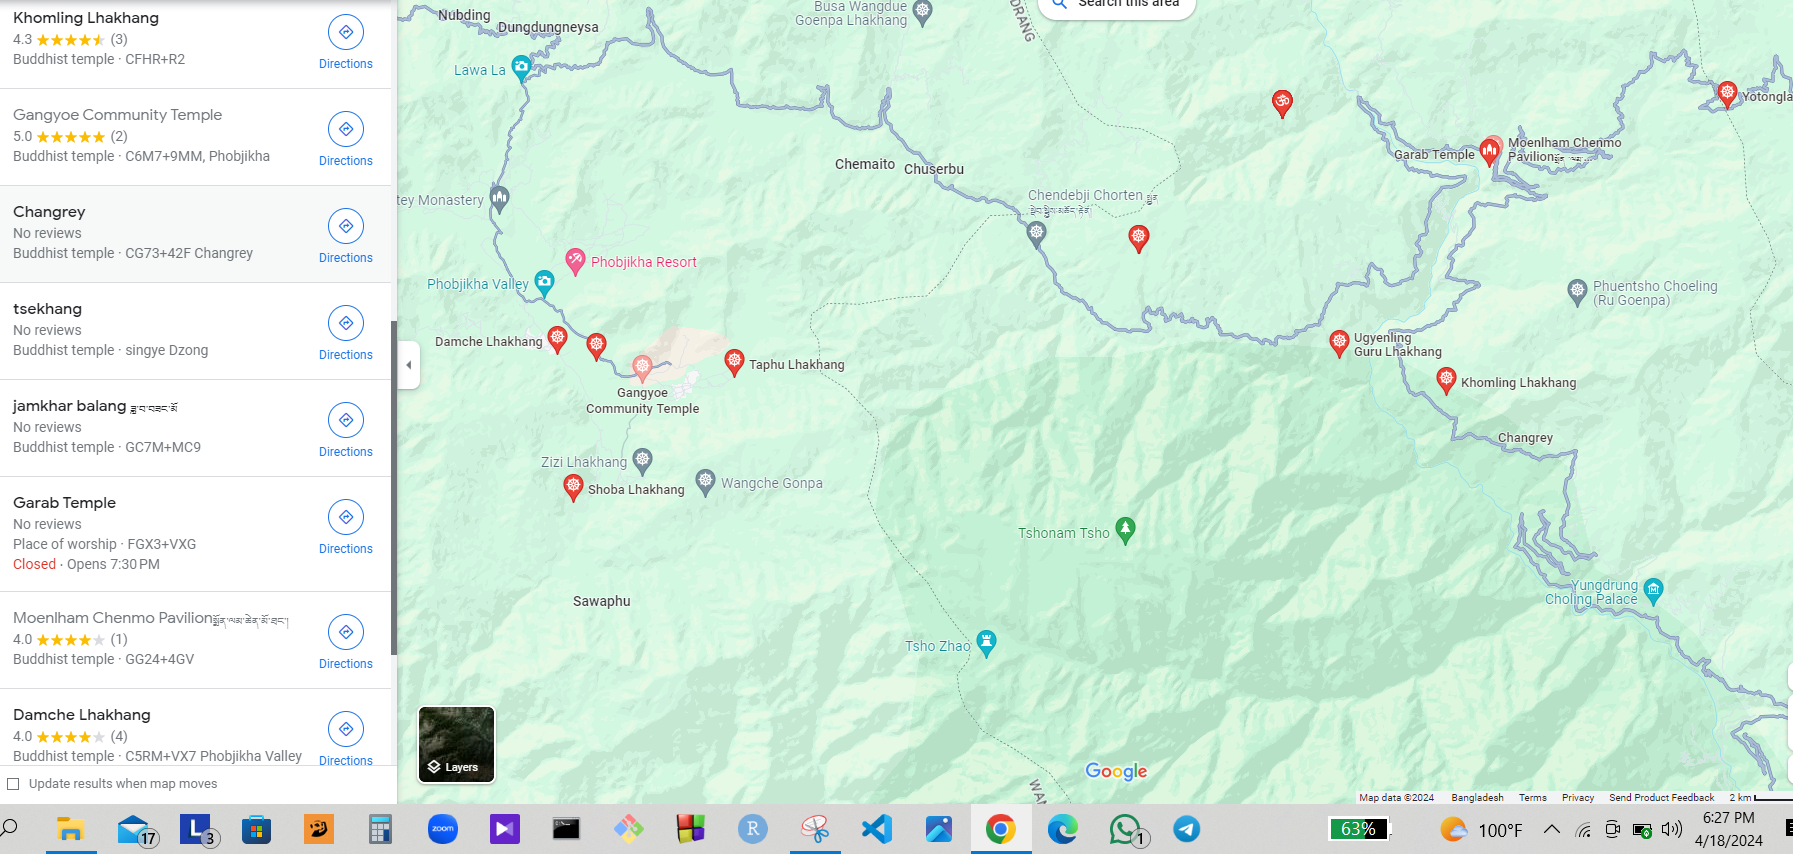 Khomling Lhakhang
4.3 (3)
Buddhist temple · CFHR+R2
Directions
Gangyoe Community Temple
5.0 (2)
Buddhist temple · C6M7+9MM, Phobjikha
Directions
Changrey
No reviews
Buddhist temple · CG73+42F Changrey
Directions
tsekhang
No reviews
Buddhist temple · singye Dzong
Directions
jamkhar balang
No reviews
Buddhist temple · GC7M+MC9
Directions
Garab Temple
No reviews
Place of worship · FGX3+VXG
Closed · Opens 7:30 PM
Directions
Moenlham Chenmo Pavilionསྨོན་ལམ་ཆེན་མོ་ཐང་།
4.0 (1)
Buddhist temple · GG24+4GV
Directions
Damche Lhakhang
4.0 (4)
Buddhist temple · C5RM+VX7 Phobjikha Valley
Directions
Update results when map moves
Search this area
Nubding
Dungdungneysa
Busa Wangdue
Goenpa Lhakhang
Lawa La
Yotongla
Moenlham Chenmo
Pavilion
Garab Temple
Chemaito
Chuserbu
Chendebji Chorten
tey Monastery
Phobjikha Resort
Phobjikha Valley
Phuentsho Choeling
(Ru Goenpa)
Damche Lhakhang
Ugyenling
Guru Lhakhang
Taphu Lhakhang
Khomling Lhakhang
Gangyoe
Community Temple
Changrey
Zizi Lhakhang
Shoba Lhakhang
Wangche Gonpa
Tshonam Tsho
Yungdrung
Choling Palace
Sawaphu
Tsho Zhao
Layers
Google
Map data ©2024 Bangladesh Terms Privacy Send Product Feedback 2 km
17
L 3
zoom
R
1
63%
100°F
6:27 PM
4/18/2024